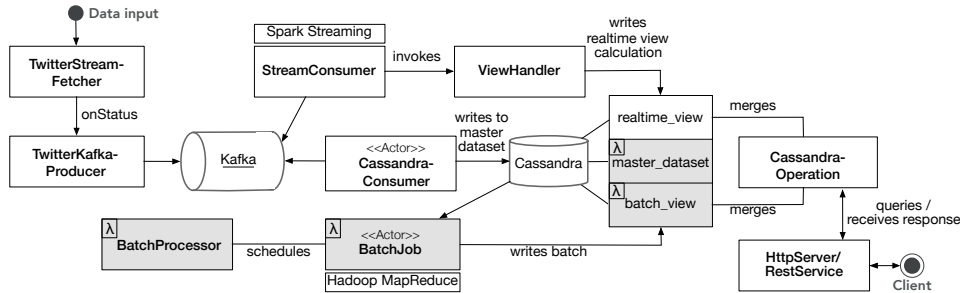 Data input
Spark Streaming
writes
realtime view
calculation
TwitterStream-
Fetcher
StreamConsumer
invokes
ViewHandler
onStatus
realtime_view
merges
writes to
master
dataset
TwitterKafka-
Producer
Kafka
<<Actor>>
Cassandra-
Consumer
Cassandra
λ
master_dataset
Cassandra-
Operation
λ
batch_view
merges
queries /
receives response
λ
BatchProcessor
schedules
λ
<<Actor>>
BatchJob
writes batch
Hadoop MapReduce
HttpServer/
RestService
Client